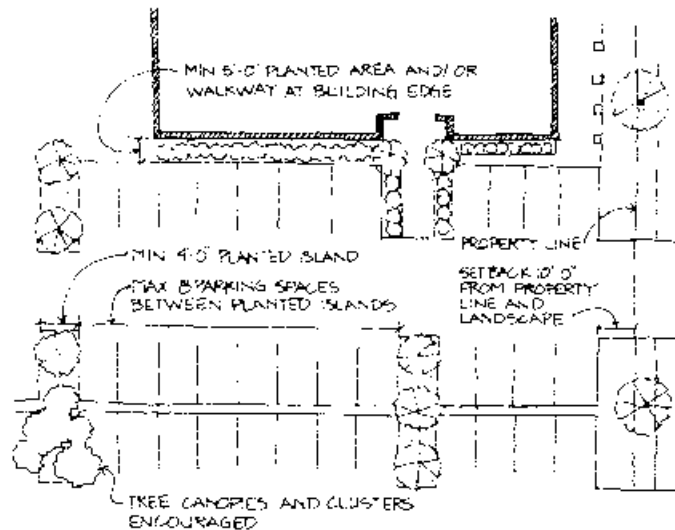 MIN 5'-0" PLANTED AREA AND/OR
WALKWAY AT BUILDING EDGE
PROPERTY LINE
MIN 4'-0" PLANTED ISLAND
SETBACK 10' 0"
FROM PROPERTY
LINE AND
LANDSCAPE
MAX 8 PARKING SPACES
BETWEEN PLANTED ISLANDS
TREE CANOPIES AND CLUSTERS
ENCOURAGED